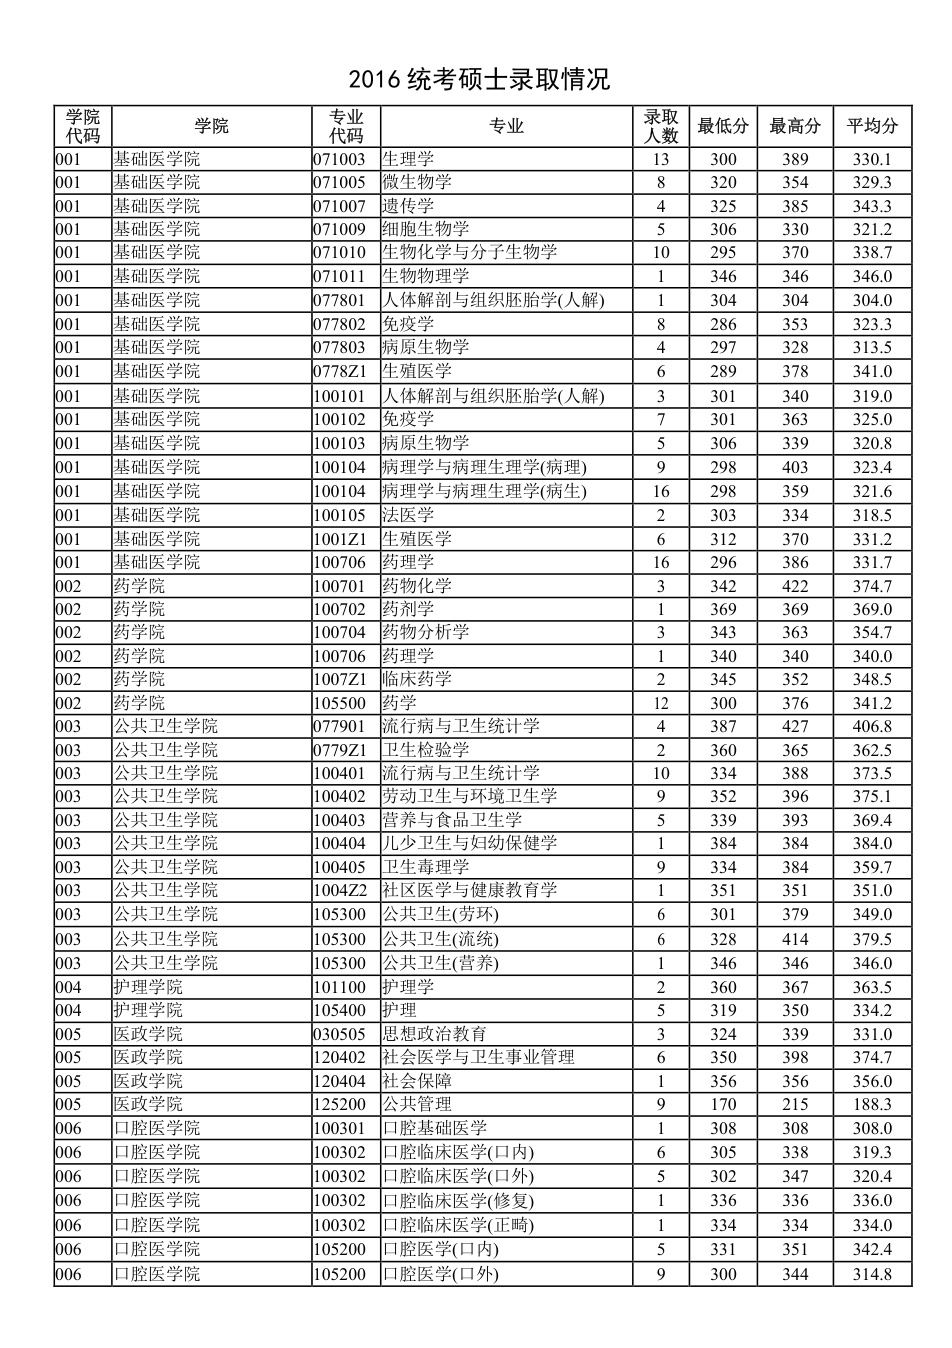 2016 统考硕士录取情况
学院代码 学院 专业代码 专业 录取人数 最低分 最高分 平均分
001 基础医学院 071003 生理学 13 300 389 330.1
001 基础医学院 071005 微生物学 8 320 354 329.3
001 基础医学院 071007 遗传学 4 325 385 343.3
001 基础医学院 071009 细胞生物学 5 306 330 321.2
001 基础医学院 071010 生物化学与分子生物学 10 295 370 338.7
001 基础医学院 071011 生物物理学 1 346 346 346.0
001 基础医学院 077801 人体解剖与组织胚胎学(人解) 1 304 304 304.0
001 基础医学院 077802 免疫学 8 286 353 323.3
001 基础医学院 077803 病原生物学 4 297 328 313.5
001 基础医学院 0778Z1 生殖医学 6 289 378 341.0
001 基础医学院 100101 人体解剖与组织胚胎学(人解) 3 301 340 319.0
001 基础医学院 100102 免疫学 7 301 363 325.0
001 基础医学院 100103 病原生物学 5 306 339 320.8
001 基础医学院 100104 病理学与病理生理学(病理) 9 298 403 323.4
001 基础医学院 100104 病理学与病理生理学(病生) 16 298 359 321.6
001 基础医学院 100105 法医学 2 303 334 318.5
001 基础医学院 1001Z1 生殖医学 6 312 370 331.2
001 基础医学院 100706 药理学 16 296 386 331.7
002 药学院 100701 药物化学 3 342 422 374.7
002 药学院 100702 药剂学 1 369 369 369.0
002 药学院 100704 药物分析学 3 343 363 354.7
002 药学院 100706 药理学 1 340 340 340.0
002 药学院 1007Z1 临床药学 2 345 352 348.5
002 药学院 105500 药学 12 300 376 341.2
003 公共卫生学院 077901 流行病与卫生统计学 4 387 427 406.8
003 公共卫生学院 0779Z1 卫生检验学 2 360 365 362.5
003 公共卫生学院 100401 流行病与卫生统计学 10 334 388 373.5
003 公共卫生学院 100402 劳动卫生与环境卫生学 9 352 396 375.1
003 公共卫生学院 100403 营养与食品卫生学 5 339 393 369.4
003 公共卫生学院 100404 儿少卫生与妇幼保健学 1 384 384 384.0
003 公共卫生学院 100405 卫生毒理学 9 334 384 359.7
003 公共卫生学院 1004Z2 社区医学与健康教育学 1 351 351 351.0
003 公共卫生学院 105300 公共卫生(劳环) 6 301 379 349.0
003 公共卫生学院 105300 公共卫生(流统) 6 328 414 379.5
003 公共卫生学院 105300 公共卫生(营养) 1 346 346 346.0
004 护理学院 101100 护理学 2 360 367 363.5
004 护理学院 105400 护理 5 319 350 334.2
005 医政学院 030505 思想政治教育 3 324 339 331.0
005 医政学院 120402 社会医学与卫生事业管理 6 350 398 374.7
005 医政学院 120404 社会保障 1 356 356 356.0
005 医政学院 125200 公共管理 9 170 215 188.3
006 口腔医学院 100301 口腔基础医学 1 308 308 308.0
006 口腔医学院 100302 口腔临床医学(口内) 6 305 338 319.3
006 口腔医学院 100302 口腔临床医学(口外) 5 302 347 320.4
006 口腔医学院 100302 口腔临床医学(修复) 1 336 336 336.0
006 口腔医学院 100302 口腔临床医学(正畸) 1 334 334 334.0
006 口腔医学院 105200 口腔医学(口内) 5 331 351 342.4
006 口腔医学院 105200 口腔医学(口外) 9 300 344 314.8